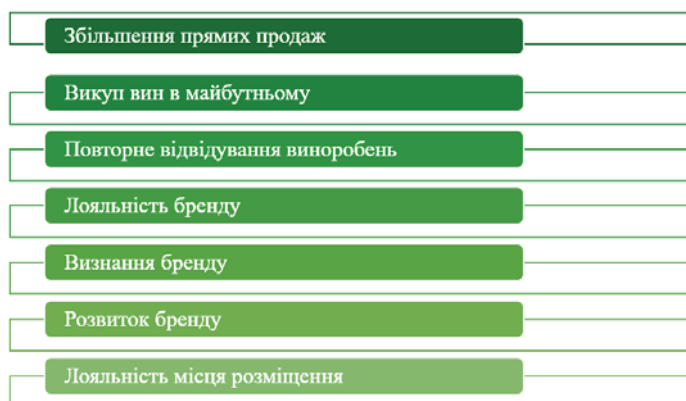 Збільшення прямих продаж
Викуп вин в майбутньому
Повторне відвідування виноробень
Лояльність бренду
Визнання бренду
Розвиток бренду
Лояльність місця розміщення